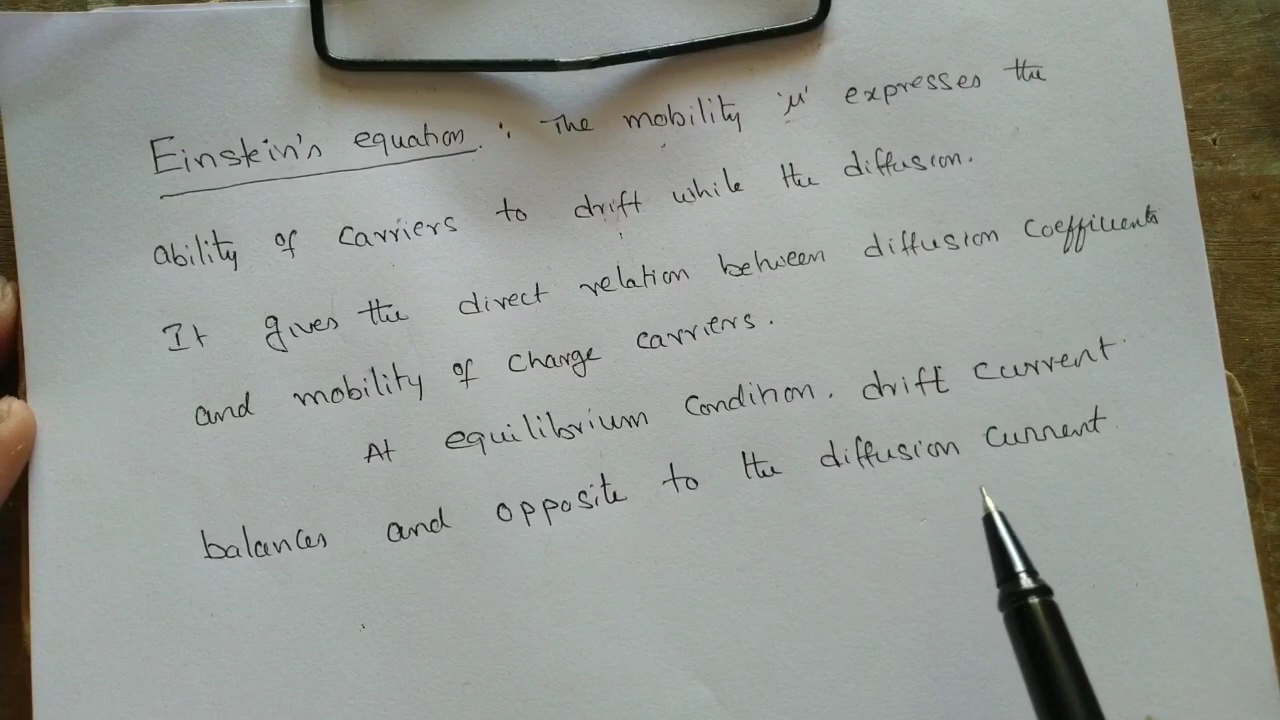 Einstein's equation : The mobility 'μ' expresses the
ability of carriers to drift while the diffusion.
It gives the direct relation between diffusion coefficients
and mobility of charge carriers.
At equilibrium condition, drift current
balances and opposite to the diffusion current.